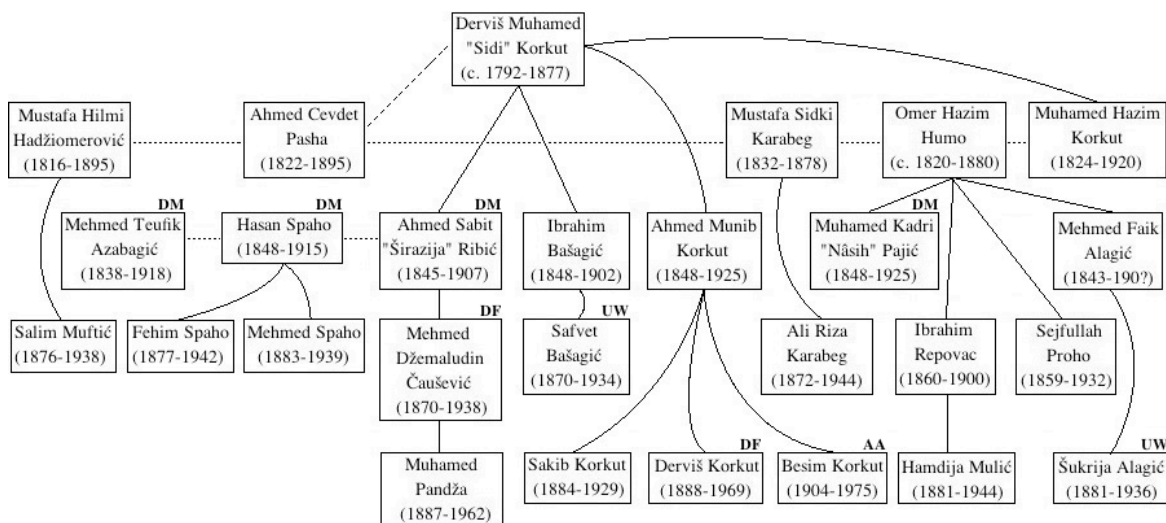 Derviš Muhamed
"Sidi" Korkut
(c. 1792-1877)
Mustafa Hilmi
Hadžiomerović
(1816-1895)
Ahmed Cevdet
Pasha
(1822-1895)
Mustafa Sidki
Karabeg
(1832-1878)
Omer Hazim
Humo
(c. 1820-1880)
Muhamed Hazim
Korkut
(1824-1920)
DM
Mehmed Teufik
Azabagić
(1838-1918)
DM
Hasan Spaho
(1848-1915)
DM
Ahmed Sabit
"Širazija" Ribić
(1845-1907)
Ibrahim
Bašagić
(1848-1902)
Ahmed Munib
Korkut
(1848-1925)
DM
Muhamed Kadri
"Nâsih" Pajić
(1848-1925)
Mehmed Faik
Alagić
(1843-190?)
Salim Muftić
(1876-1938)
Fehim Spaho
(1877-1942)
Mehmed Spaho
(1883-1939)
DF
Mehmed
Džemaludin
Čaušević
(1870-1938)
UW
Safvet
Bašagić
(1870-1934)
Ali Riza
Karabeg
(1872-1944)
Ibrahim
Repovac
(1860-1900)
Sejfullah
Proho
(1859-1932)
Muhamed
Pandža
(1887-1962)
Sakib Korkut
(1884-1929)
DF
Derviš Korkut
(1888-1969)
AA
Besim Korkut
(1904-1975)
Hamdija Mulić
(1881-1944)
UW
Šukrija Alagić
(1881-1936)